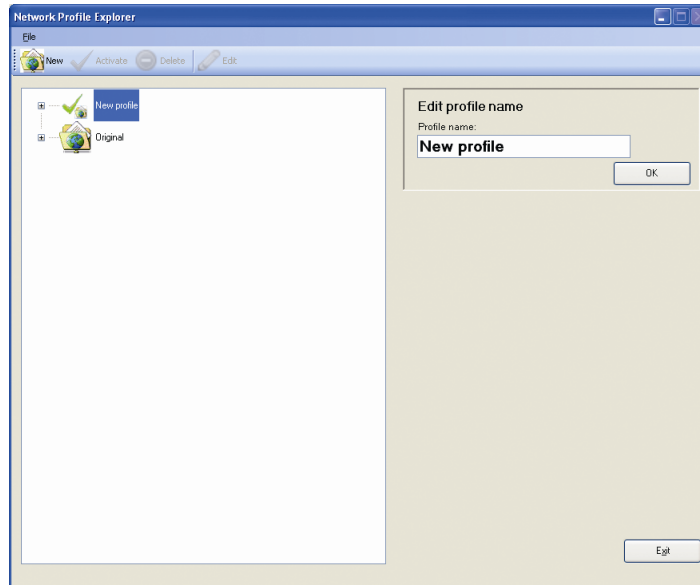 Network Profile Explorer
File
New Activate Delete Edit
New profile
Original
Edit profile name
Profile name:
New profile
OK
Exit